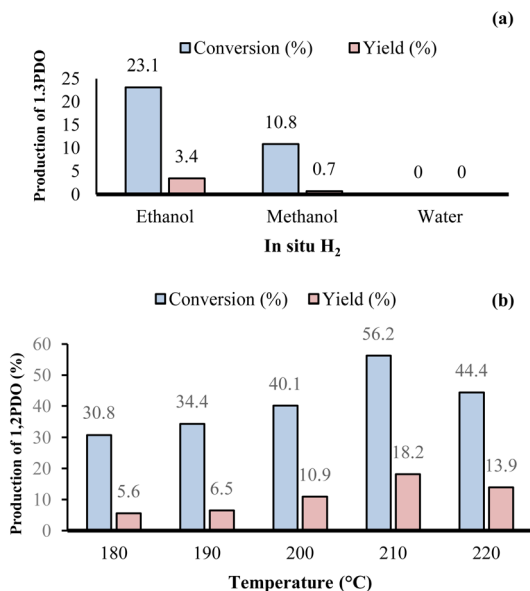 (a)
Conversion (%) Yield (%)
Production of 1.3PDO
25
20
15
10
5
0
23.1
3.4
10.8
0.7
0 0
Ethanol Methanol Water
In situ H₂
(b)
Conversion (%) Yield (%)
Production of 1,2PDO (%)
60
50
40
30
20
10
0
30.8
5.6
34.4
6.5
40.1
10.9
56.2
18.2
44.4
13.9
180 190 200 210 220
Temperature (°C)